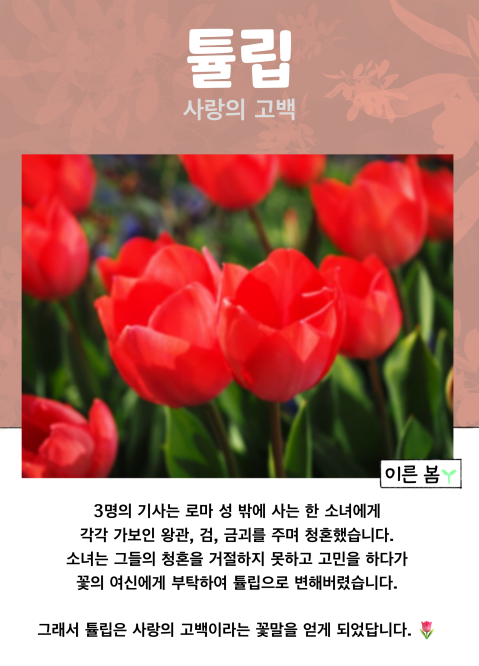 튤립
사랑의 고백
이른 봄
3명의 기사는 로마 성 밖에 사는 한 소녀에게
각각 가보인 왕관, 검, 금괴를 주며 청혼했습니다.
소녀는 그들의 청혼을 거절하지 못하고 고민을 하다가
꽃의 여신에게 부탁하여 튤립으로 변해버렸습니다.
그래서 튤립은 사랑의 고백이라는 꽃말을 얻게 되었답니다. 🌷